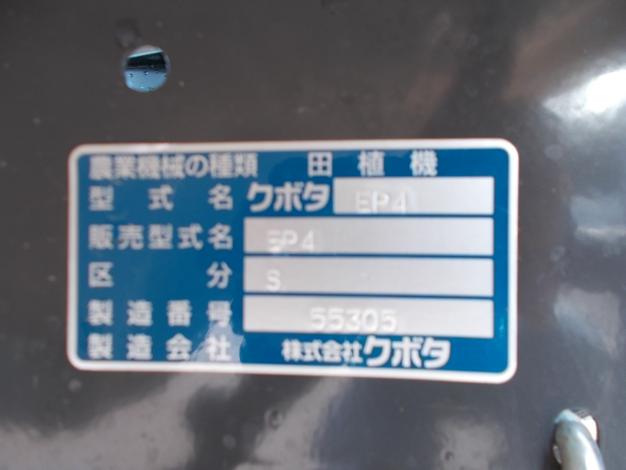 農業機械の種類 田植機
型式名 クボタ EP4
販売型式名 EP4
区分 S
製造番号 55305
製造会社 株式会社クボタ